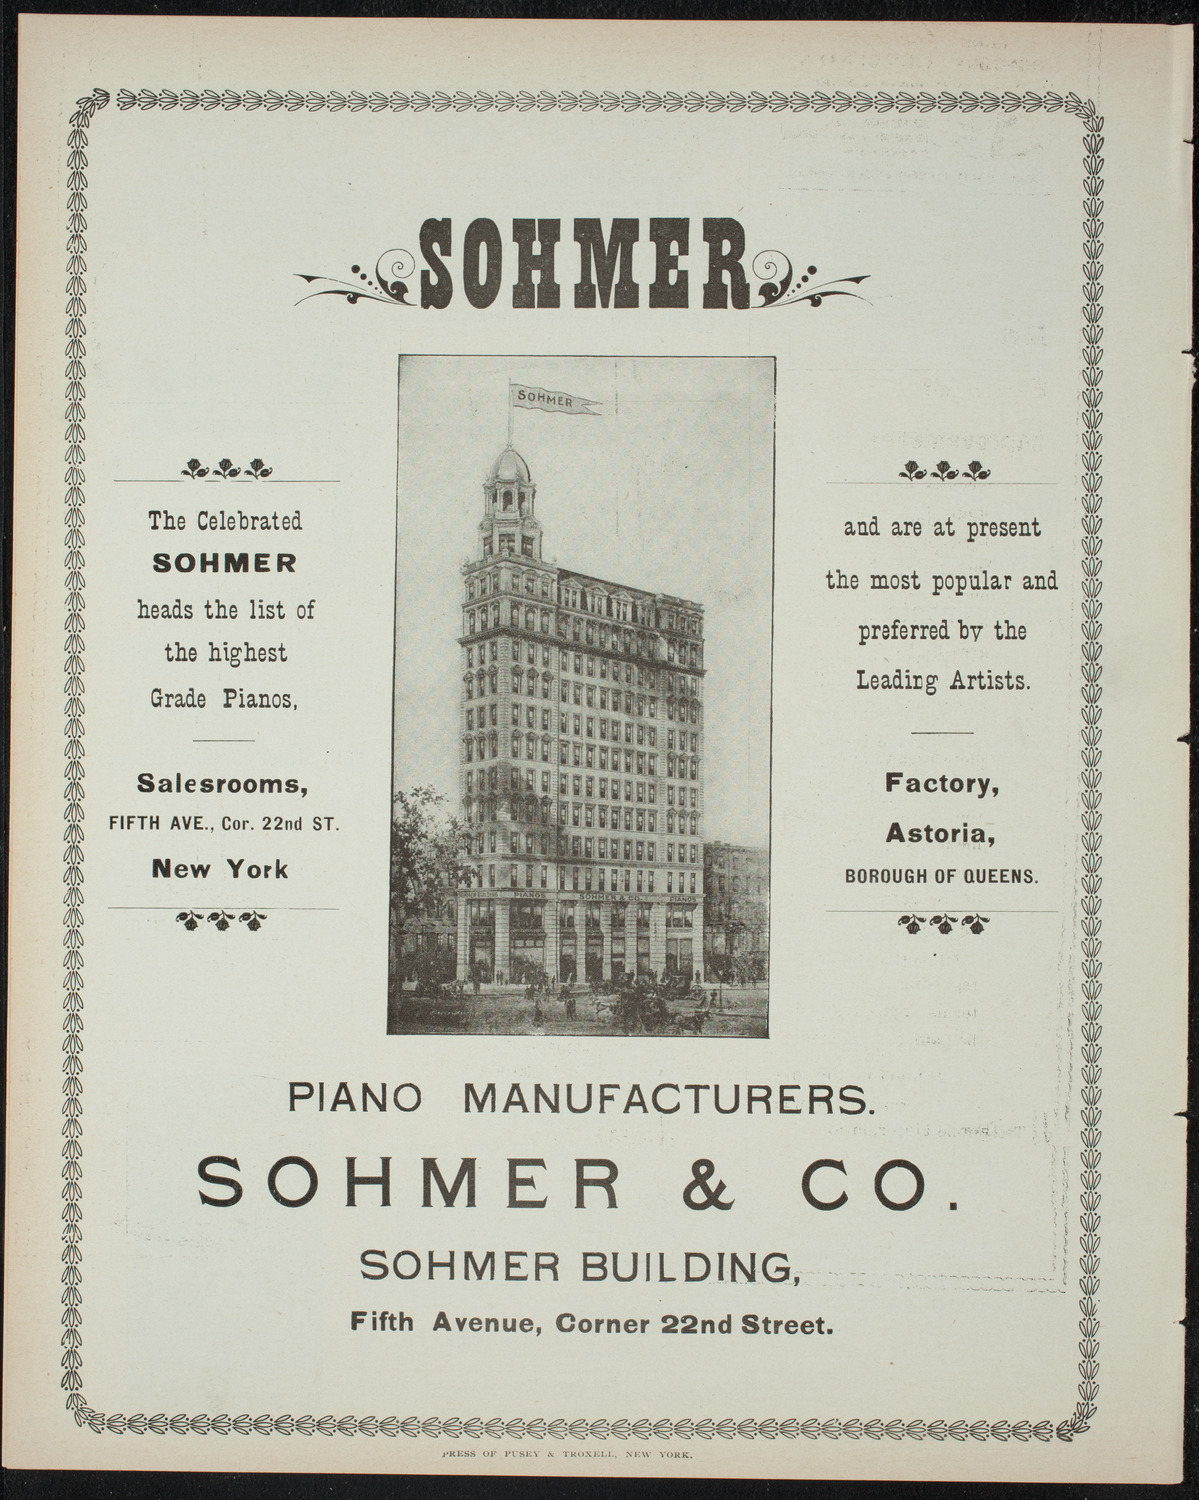 SOHMER
SOHMER
The Celebrated
SOHMER
heads the list of
the highest
Grade Pianos,
Salesrooms,
FIFTH AVE., Cor. 22nd ST.
New York
and are at present
the most popular and
preferred by the
Leading Artists.
Factory,
Astoria,
BOROUGH OF QUEENS.
PIANOS SOHMER & CO. PIANOS
PIANO MANUFACTURERS.
SOHMER & CO.
SOHMER BUILDING,
Fifth Avenue, Corner 22nd Street.
PRESS OF PUSEY & TROXELL, NEW YORK.